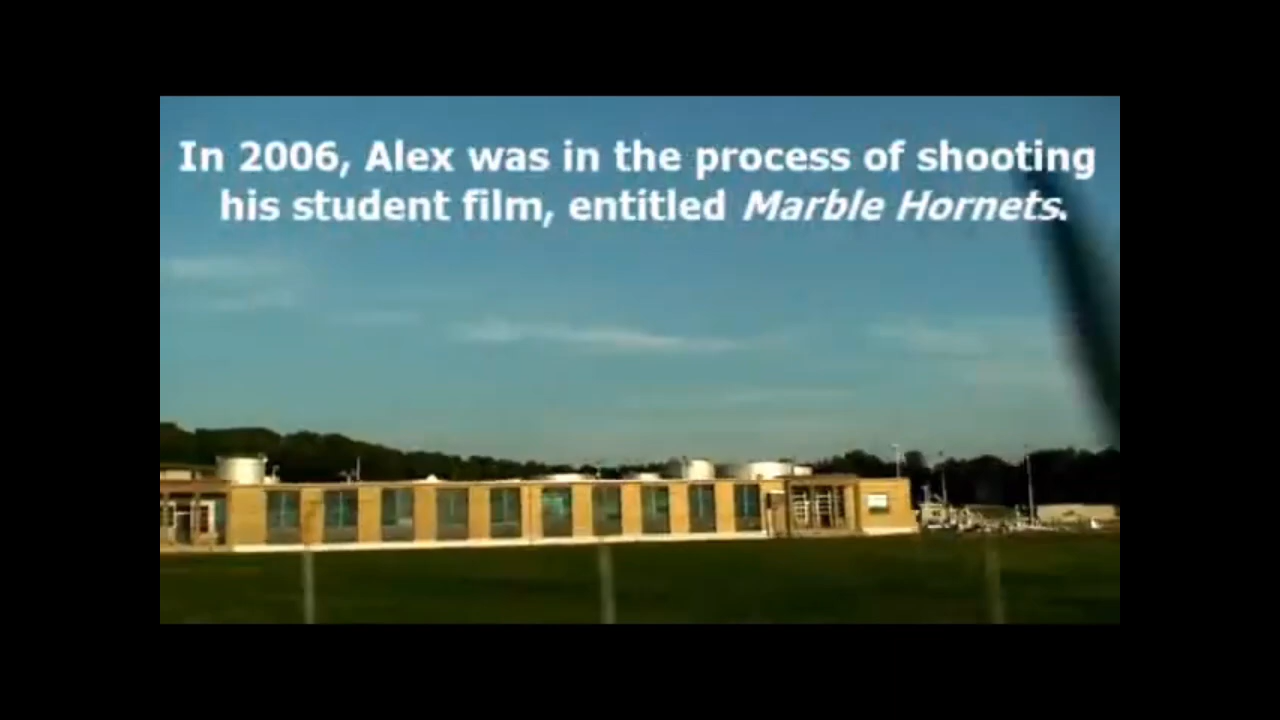 In 2006, Alex was in the process of shooting
his student film, entitled Marble Hornets.